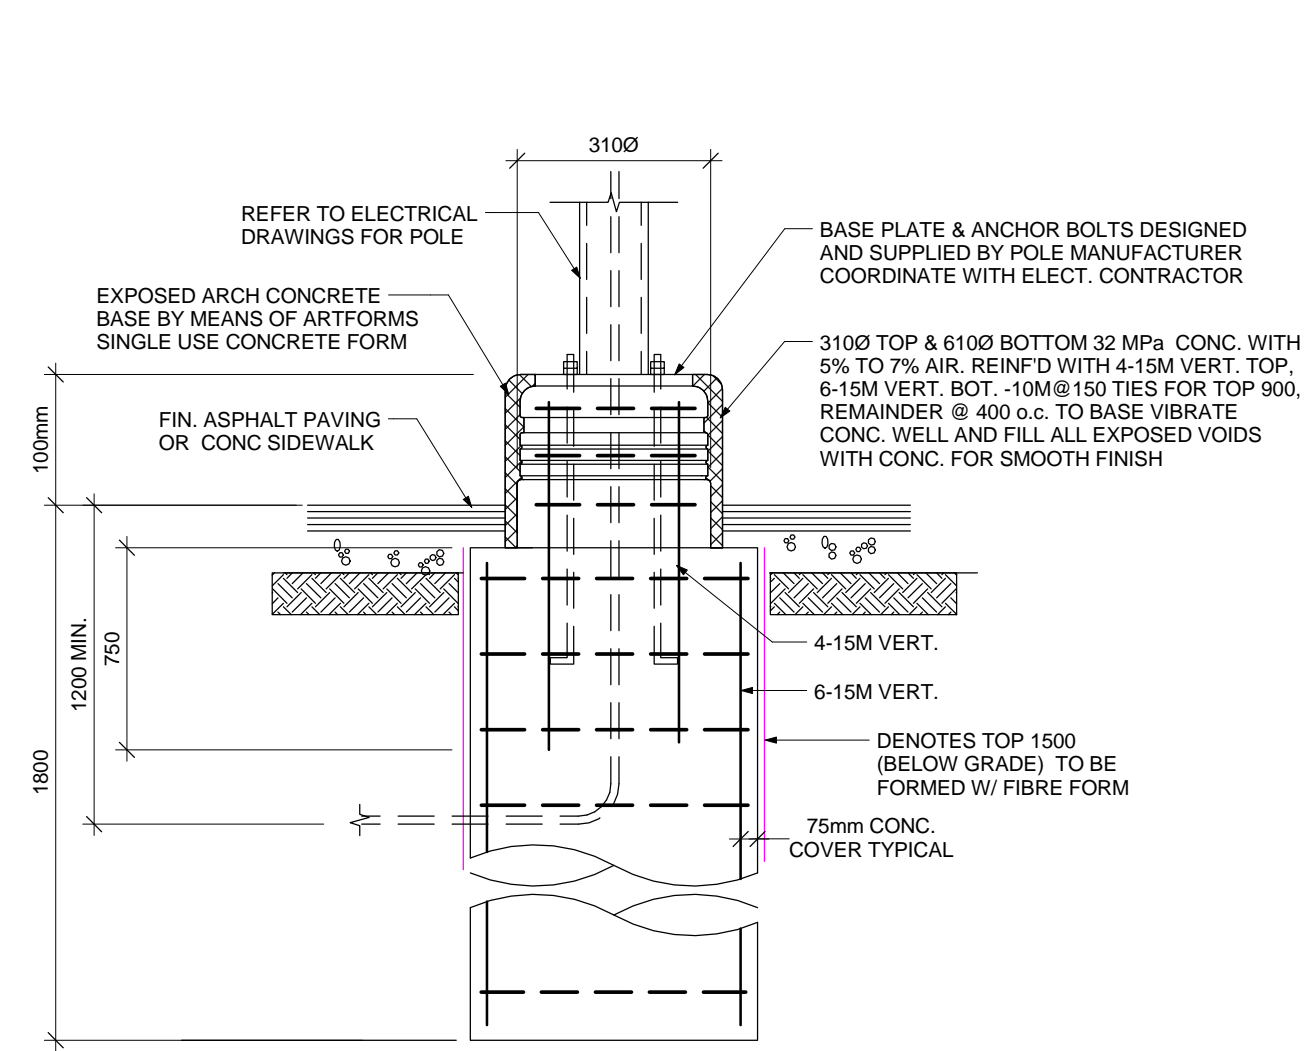 310Ø
REFER TO ELECTRICAL
DRAWINGS FOR POLE
BASE PLATE & ANCHOR BOLTS DESIGNED
AND SUPPLIED BY POLE MANUFACTURER
COORDINATE WITH ELECT. CONTRACTOR
EXPOSED ARCH CONCRETE
BASE BY MEANS OF ARTFORMS
SINGLE USE CONCRETE FORM
310Ø TOP & 610Ø BOTTOM 32 MPa CONC. WITH
5% TO 7% AIR. REINF'D WITH 4-15M VERT. TOP,
6-15M VERT. BOT. -10M@150 TIES FOR TOP 900,
REMAINDER @ 400 o.c. TO BASE VIBRATE
CONC. WELL AND FILL ALL EXPOSED VOIDS
WITH CONC. FOR SMOOTH FINISH
FIN. ASPHALT PAVING
OR CONC SIDEWALK
100mm
1200 MIN.
750
1800
4-15M VERT.
6-15M VERT.
DENOTES TOP 1500
(BELOW GRADE) TO BE
FORMED W/ FIBRE FORM
75mm CONC.
COVER TYPICAL